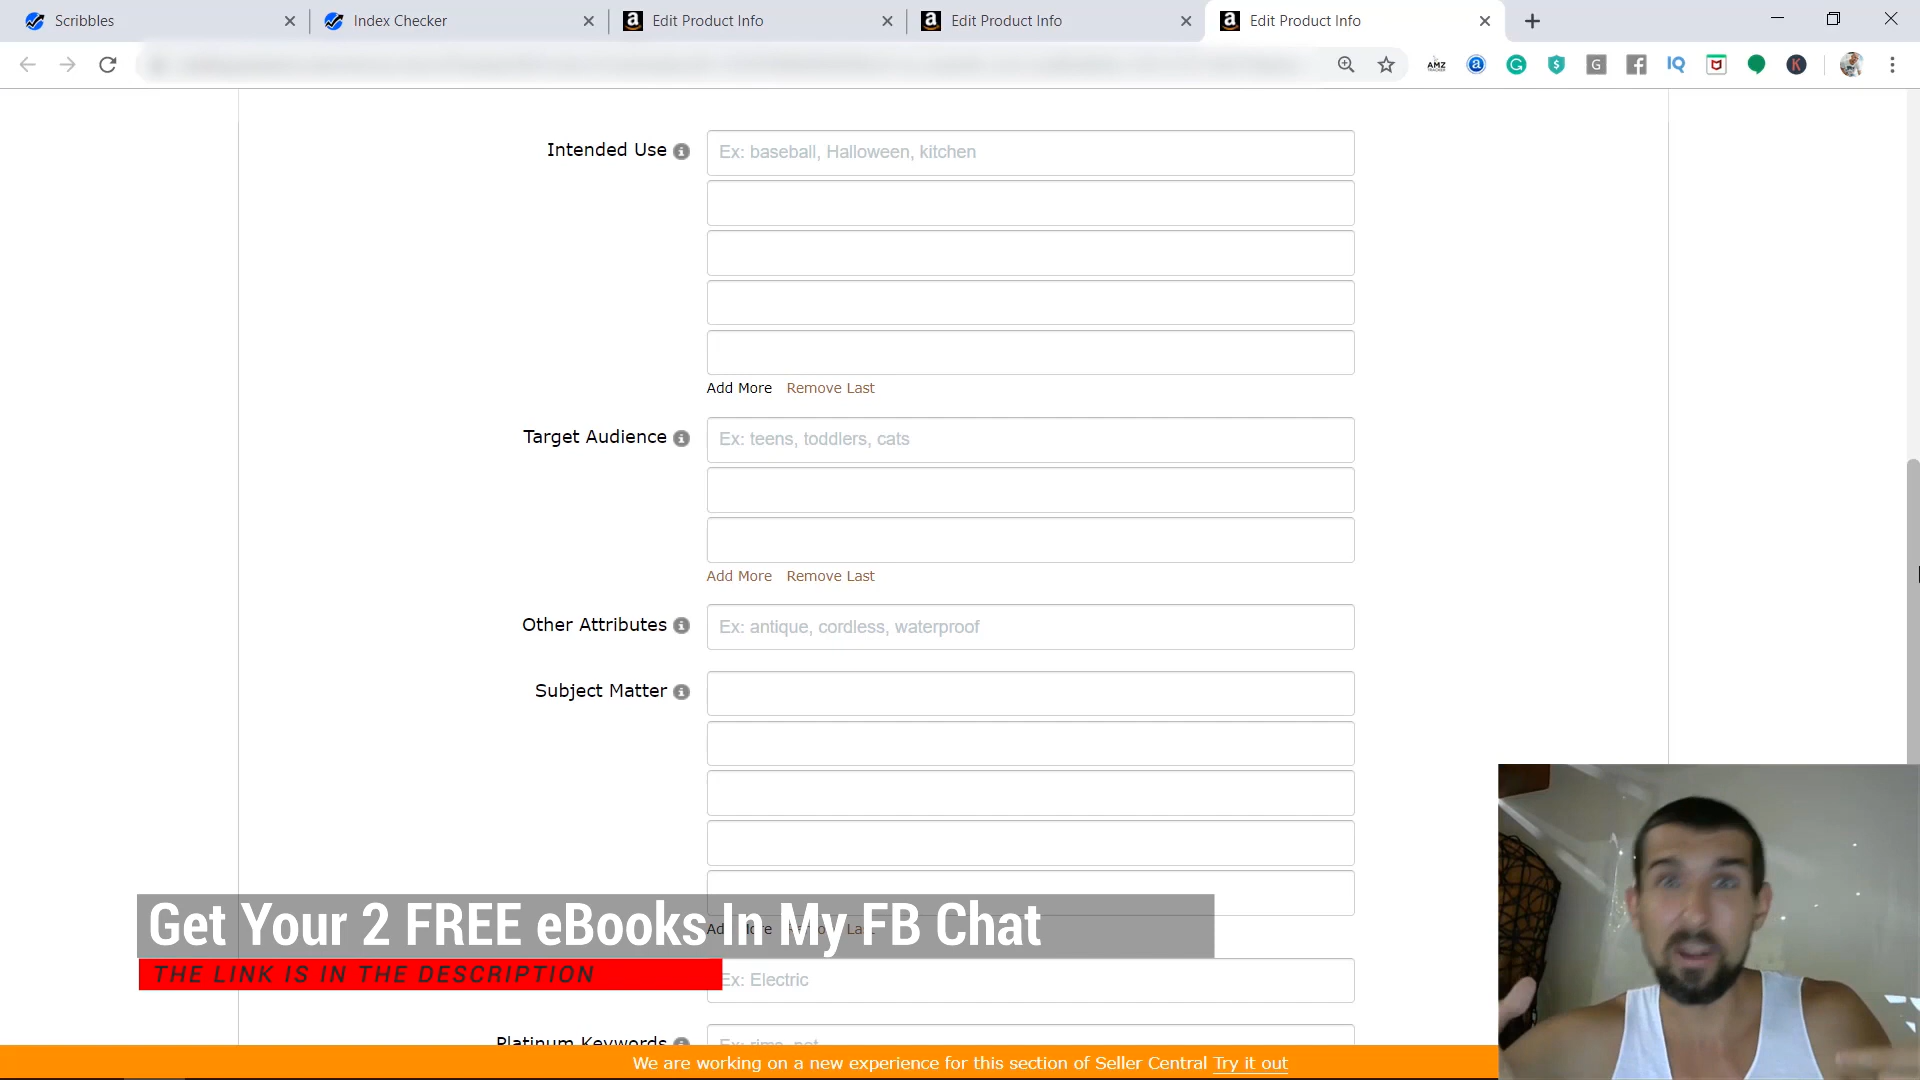 Scribbles
Index Checker
Edit Product Info
Edit Product Info
Edit Product Info
Intended Use
Ex: baseball, Halloween, kitchen
Add More Remove Last
Target Audience
Ex: teens, toddlers, cats
Add More Remove Last
Other Attributes
Ex: antique, cordless, waterproof
Subject Matter
Get Your 2 FREE eBooks In My FB Chat
THE LINK IS IN THE DESCRIPTION
Ex: Electric
Platinum Keywords
We are working on a new experience for this section of Seller Central Try it out